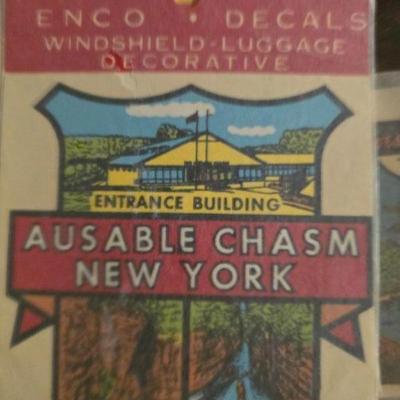 ENCO • DECALS
WINDSHIELD-LUGGAGE
DECORATIVE
ENTRANCE BUILDING
AUSABLE CHASM
NEW YORK